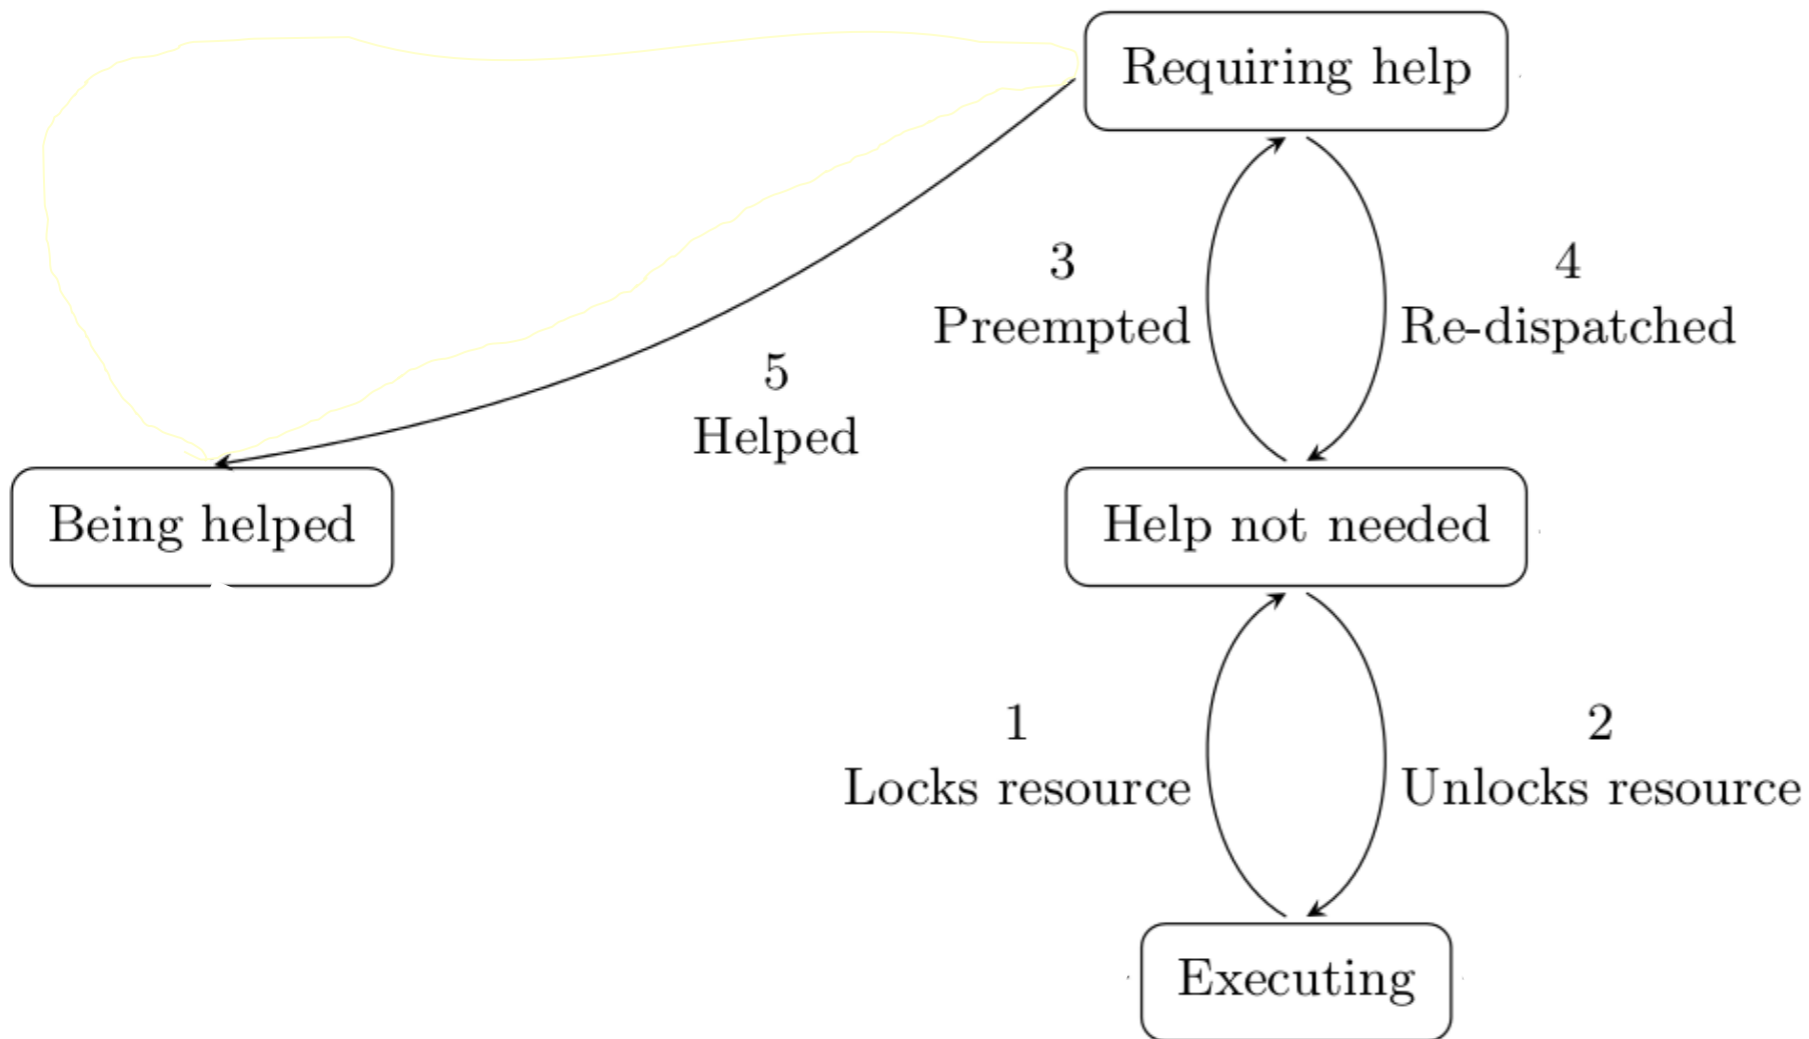 Requiring help
3
Preempted
4
Re-dispatched
5
Helped
Being helped
Help not needed
1
Locks resource
2
Unlocks resource
Executing